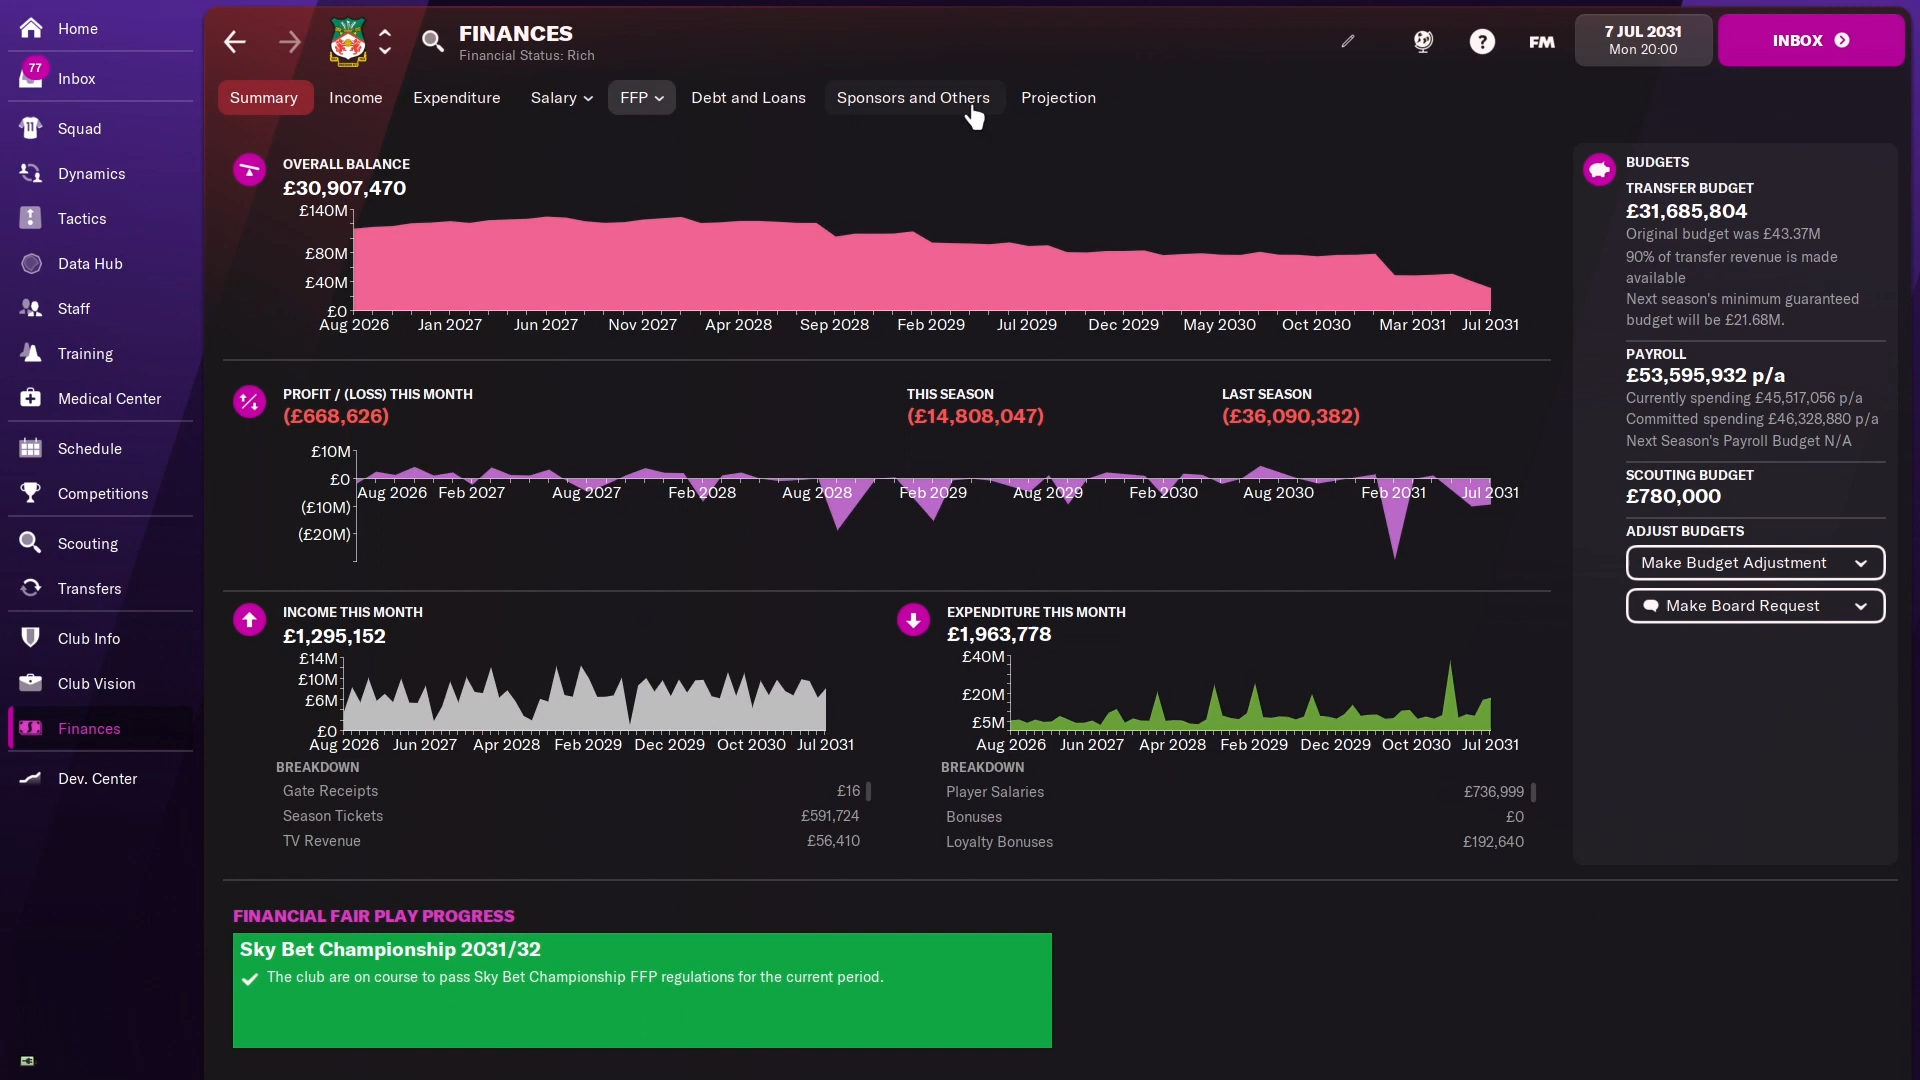 Home
77
Inbox
Squad
Dynamics
Tactics
Data Hub
Staff
Training
Medical Center
Schedule
Competitions
Scouting
Transfers
Club Info
Club Vision
Finances
Dev. Center
FINANCES
Financial Status: Rich
FM
7 JUL 2031
Mon 20:00
INBOX
Summary
Income
Expenditure
Salary
FFP
Debt and Loans
Sponsors and Others
Projection
OVERALL BALANCE
£30,907,470
£140M
£80M
£40M
£0
Aug 2026 Jan 2027 Jun 2027 Nov 2027 Apr 2028 Sep 2028 Feb 2029 Jul 2029 Dec 2029 May 2030 Oct 2030 Mar 2031 Jul 2031
PROFIT / (LOSS) THIS MONTH
(£668,626)
THIS SEASON
(£14,808,047)
LAST SEASON
(£36,090,382)
£10M
£0
(£10M)
(£20M)
Aug 2026 Feb 2027 Aug 2027 Feb 2028 Aug 2028 Feb 2029 Aug 2029 Feb 2030 Aug 2030 Feb 2031 Jul 2031
INCOME THIS MONTH
£1,295,152
£14M
£10M
£6M
£0
Aug 2026 Jun 2027 Apr 2028 Feb 2029 Dec 2029 Oct 2030 Jul 2031
BREAKDOWN
Gate Receipts £16
Season Tickets £591,724
TV Revenue £56,410
EXPENDITURE THIS MONTH
£1,963,778
£40M
£20M
£5M
Aug 2026 Jun 2027 Apr 2028 Feb 2029 Dec 2029 Oct 2030 Jul 2031
BREAKDOWN
Player Salaries £736,999
Bonuses £0
Loyalty Bonuses £192,640
BUDGETS
TRANSFER BUDGET
£31,685,804
Original budget was £43.37M
90% of transfer revenue is made
available
Next season's minimum guaranteed
budget will be £21.68M.
PAYROLL
£53,595,932 p/a
Currently spending £45,517,056 p/a
Committed spending £46,328,880 p/a
Next Season's Payroll Budget N/A
SCOUTING BUDGET
£780,000
ADJUST BUDGETS
Make Budget Adjustment
Make Board Request
FINANCIAL FAIR PLAY PROGRESS
Sky Bet Championship 2031/32
The club are on course to pass Sky Bet Championship FFP regulations for the current period.